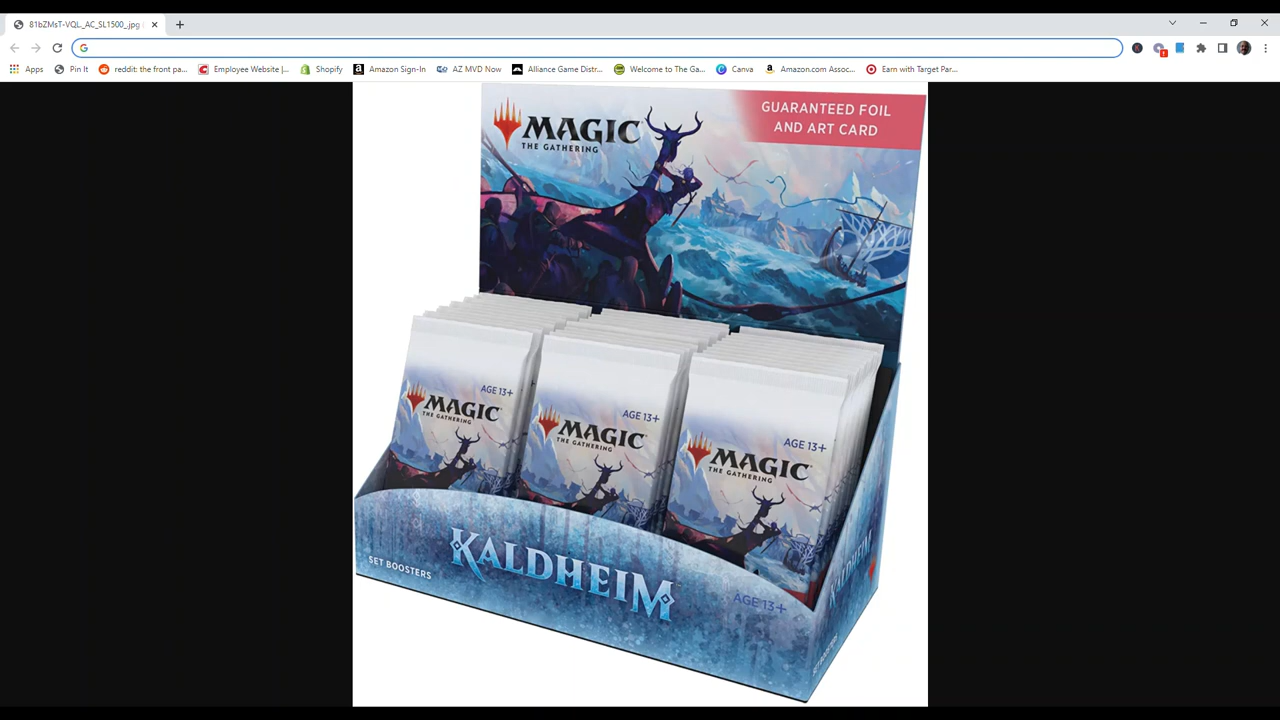 81bZMsT-VQL._AC_SL1500_.jpg
Apps
Pin It
reddit: the front pa...
Employee Website |...
Shopify
Amazon Sign-In
AZ MVD Now
Alliance Game Distr...
Welcome to The Ga...
Canva
Amazon.com Assoc...
Earn with Target Par...
GUARANTEED FOIL
AND ART CARD
MAGIC
THE GATHERING
AGE 13+
MAGIC
THE GATHERING
AGE 13+
MAGIC
THE GATHERING
AGE 13+
MAGIC
THE GATHERING
KALDHEIM
SET BOOSTERS
AGE 13+
KALDHEIM
SET BOOSTERS